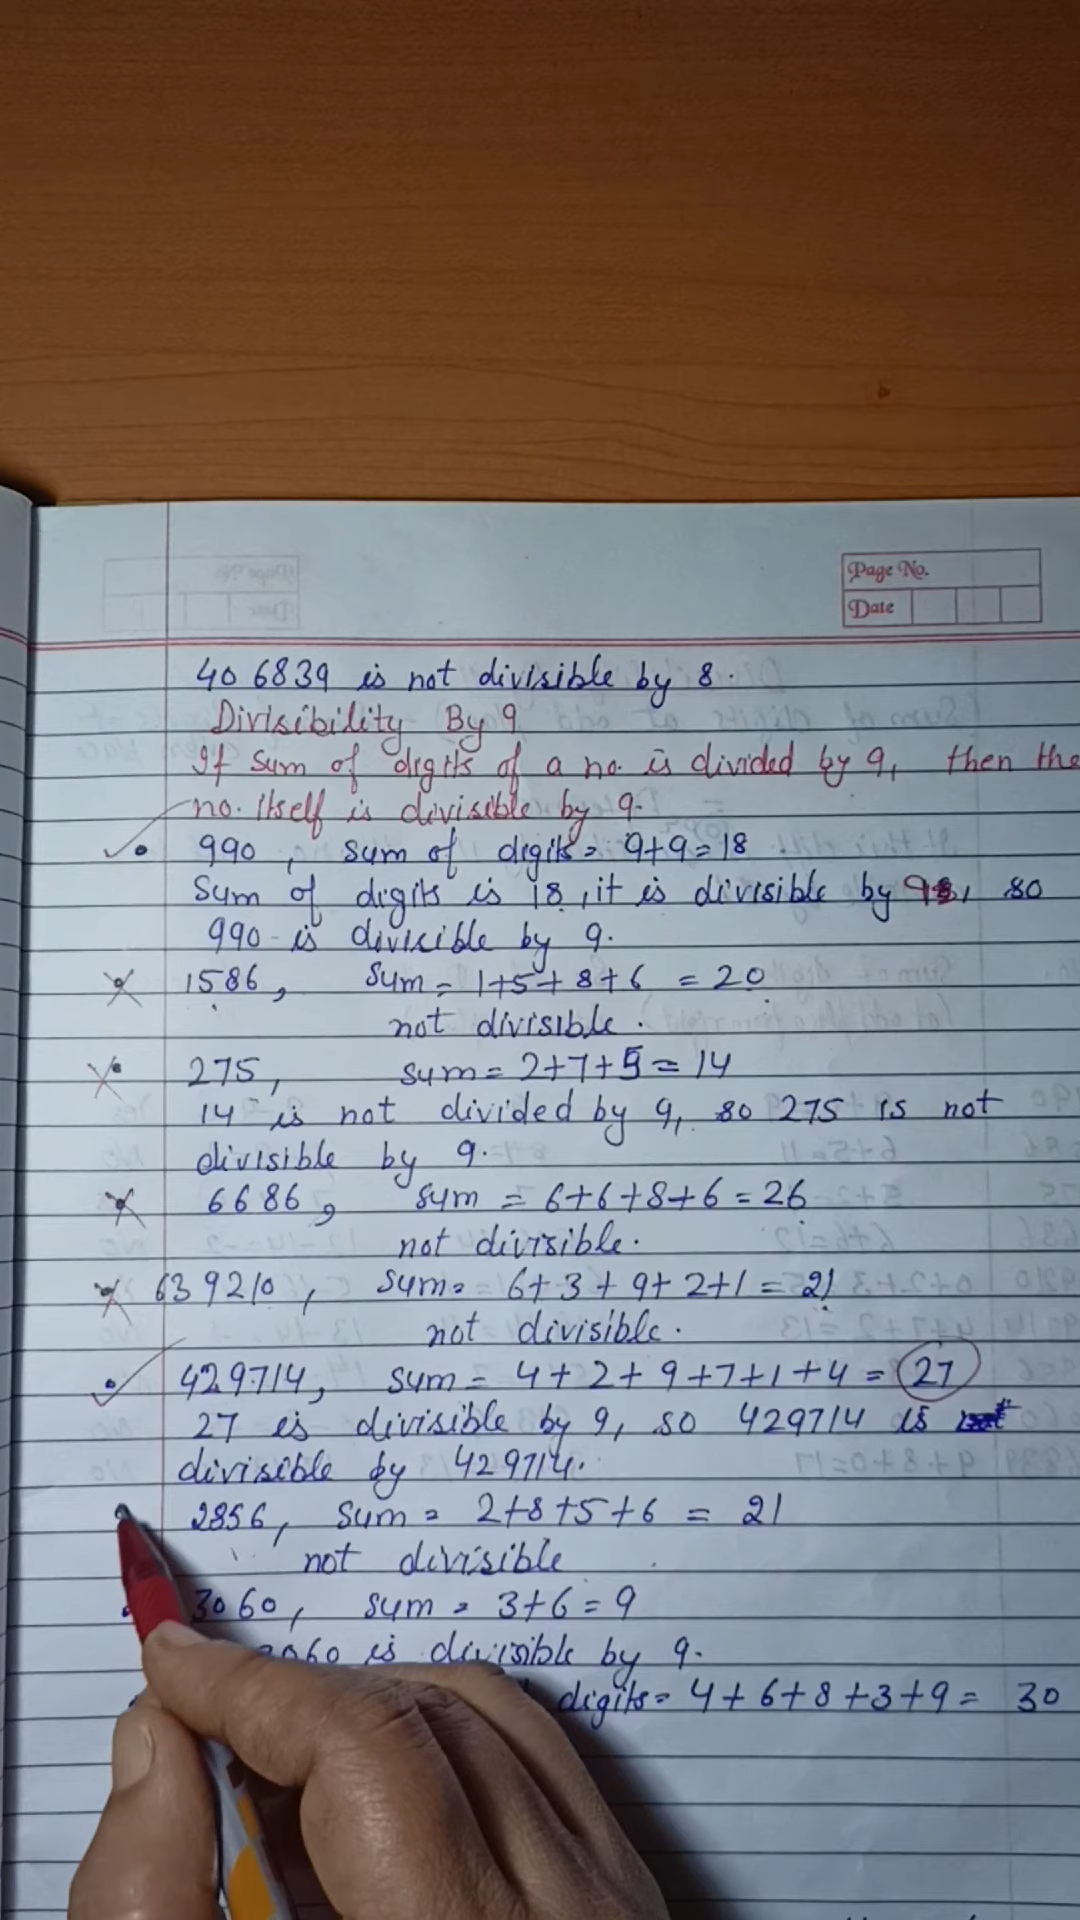 Page No.
Date
406839 is not divisible by 8.
Divisibility By 9
If sum of digits of a no. is divided by 9, then the
no. itself is divisible by 9.
990, sum of digits = 9+9=18
Sum of digits is 18, it is divisible by 9, so
990 is divisible by 9.
1586, sum = 1+5+8+6 = 20
not divisible.
275, sum = 2+7+5 = 14
14 is not divided by 9, so 275 is not
divisible by 9.
6686, sum = 6+6+8+6 = 26
not divisible.
639210, sum = 6+3+9+2+1 = 21
not divisible.
429714, sum = 4+2+9+7+1+4 = 27
27 is divisible by 9, so 429714 is
divisible by 429714.
2856, sum = 2+8+5+6 = 21
not divisible
3060, sum = 3+6=9
3060 is divisible by 9.
digits = 4+6+8+3+9 = 30